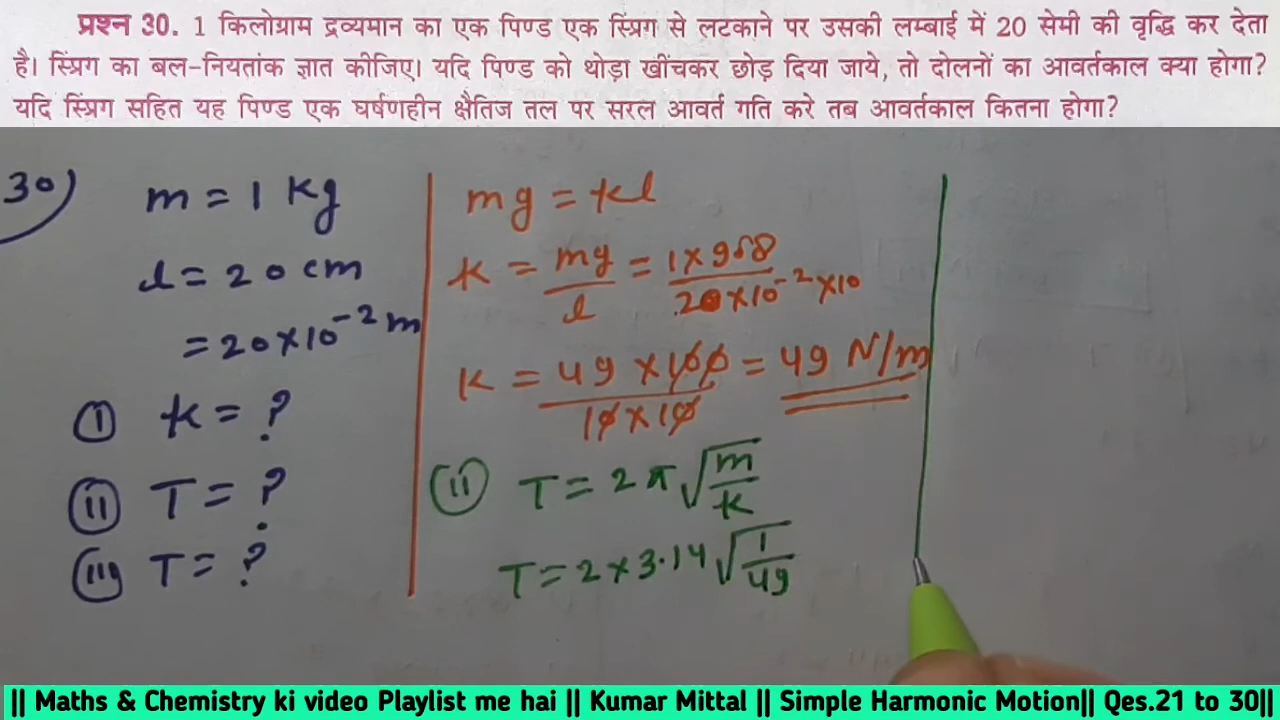 प्रश्न 30. 1 किलोग्राम द्रव्यमान का एक पिण्ड एक स्प्रिग से लटकाने पर उसकी लम्बाई में 20 सेमी की वृद्धि कर देता
है। स्प्रिंग का बल-नियतांक ज्ञात कीजिए। यदि पिण्ड को थोड़ा खींचकर छोड़ दिया जाये, तो दोलनों का आवर्तकाल क्या होगा?
यदि स्प्रिंग सहित यह पिण्ड एक घर्षणहीन क्षैतिज तल पर सरल आवर्त गति करे तब आवर्तकाल कितना होगा?
30)
m = 1 kg
l = 20 cm
= 20 × 10⁻² m
(i) k = ?
(ii) T = ?
(iii) T = ?
mg = kl
K = mg/l = 1 × 98/20 × 10⁻² × 10
K = 49 × 100/10 × 10 = 49 N/m
(ii) T = 2π√m/k
T = 2 × 3.14 √1/49
|| Maths & Chemistry ki video Playlist me hai || Kumar Mittal || Simple Harmonic Motion|| Qes.21 to 30||